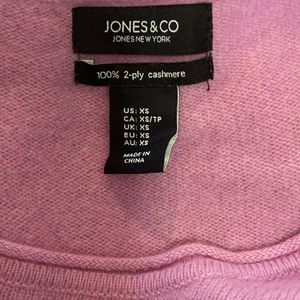 JONES&CO
JONES NEW YORK
100% 2-ply cashmere
US: XS
CA: XS/TP
UK: XS
EU: XS
AU: XS
MADE IN
CHINA